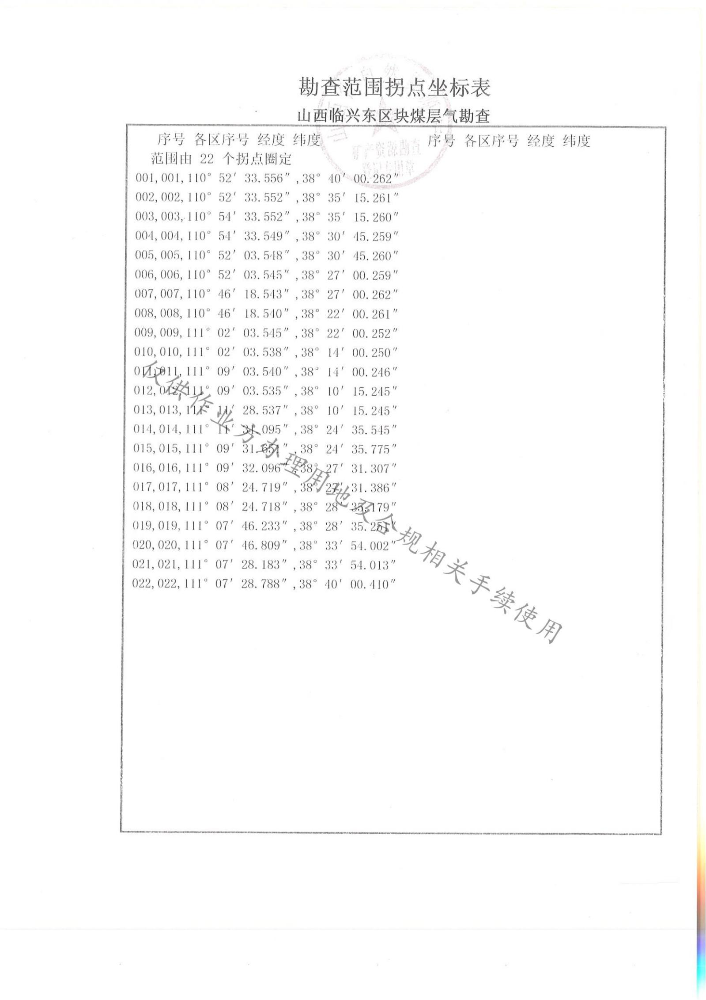 勘查范围拐点坐标表
山西临兴东区块煤层气勘查
序号 各区序号 经度 纬度 序号 各区序号 经度 纬度
范围由 22 个拐点圈定
001,001,110° 52′ 33.556″,38° 40′ 00.262″
002,002,110° 52′ 33.552″,38° 35′ 15.261″
003,003,110° 54′ 33.552″,38° 35′ 15.260″
004,004,110° 54′ 33.549″,38° 30′ 45.259″
005,005,110° 52′ 03.548″,38° 30′ 45.260″
006,006,110° 52′ 03.545″,38° 27′ 00.259″
007,007,110° 46′ 18.543″,38° 27′ 00.262″
008,008,110° 46′ 18.540″,38° 22′ 00.261″
009,009,111° 02′ 03.545″,38° 22′ 00.252″
010,010,111° 02′ 03.538″,38° 14′ 00.250″
011,011,111° 09′ 03.540″,38° 14′ 00.246″
012,012,111° 09′ 03.535″,38° 10′ 15.245″
013,013,111° 11′ 28.537″,38° 10′ 15.245″
014,014,111° 11′ 31.095″,38° 24′ 35.545″
015,015,111° 09′ 31.651″,38° 24′ 35.775″
016,016,111° 09′ 32.096″,38° 27′ 31.307″
017,017,111° 08′ 24.719″,38° 27′ 31.386″
018,018,111° 08′ 24.718″,38° 28′ 35.179″
019,019,111° 07′ 46.233″,38° 28′ 35.251″
020,020,111° 07′ 46.809″,38° 33′ 54.002″
021,021,111° 07′ 28.183″,38° 33′ 54.013″
022,022,111° 07′ 28.788″,38° 40′ 00.410″
仅供作业方办理用地及合规相关手续使用
矿产资源勘查
登记专用章